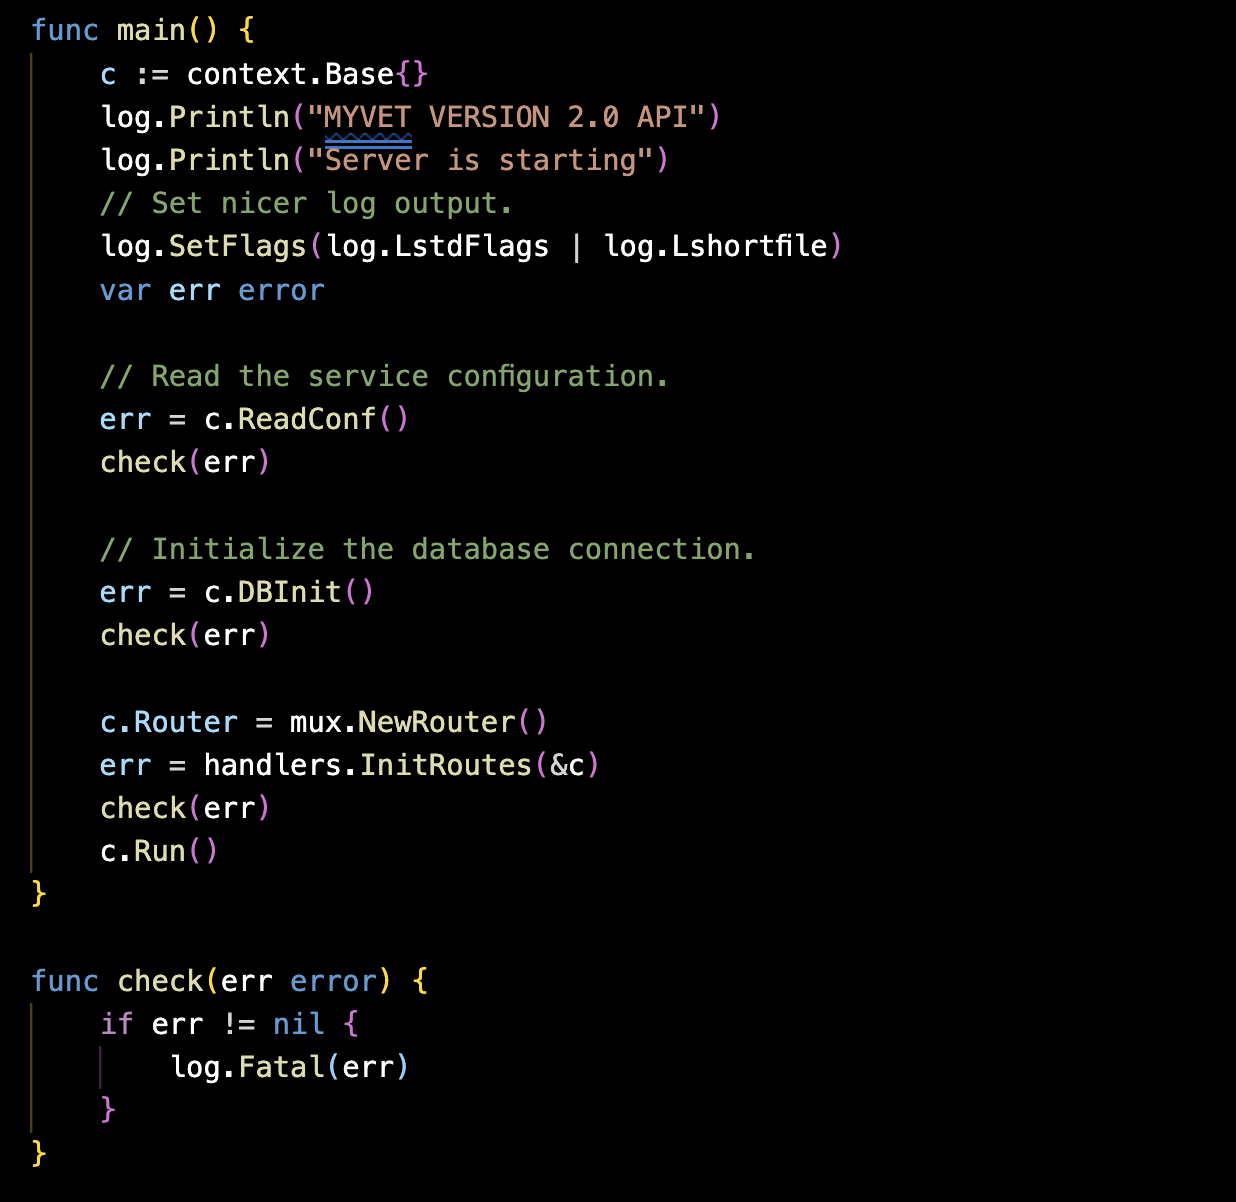 func main() {
    c := context.Base{}
    log.Println("MYVET VERSION 2.0 API")
    log.Println("Server is starting")
    // Set nicer log output.
    log.SetFlags(log.LstdFlags | log.Lshortfile)
    var err error

    // Read the service configuration.
    err = c.ReadConf()
    check(err)

    // Initialize the database connection.
    err = c.DBInit()
    check(err)

    c.Router = mux.NewRouter()
    err = handlers.InitRoutes(&c)
    check(err)
    c.Run()
}

func check(err error) {
    if err != nil {
        log.Fatal(err)
    }
}